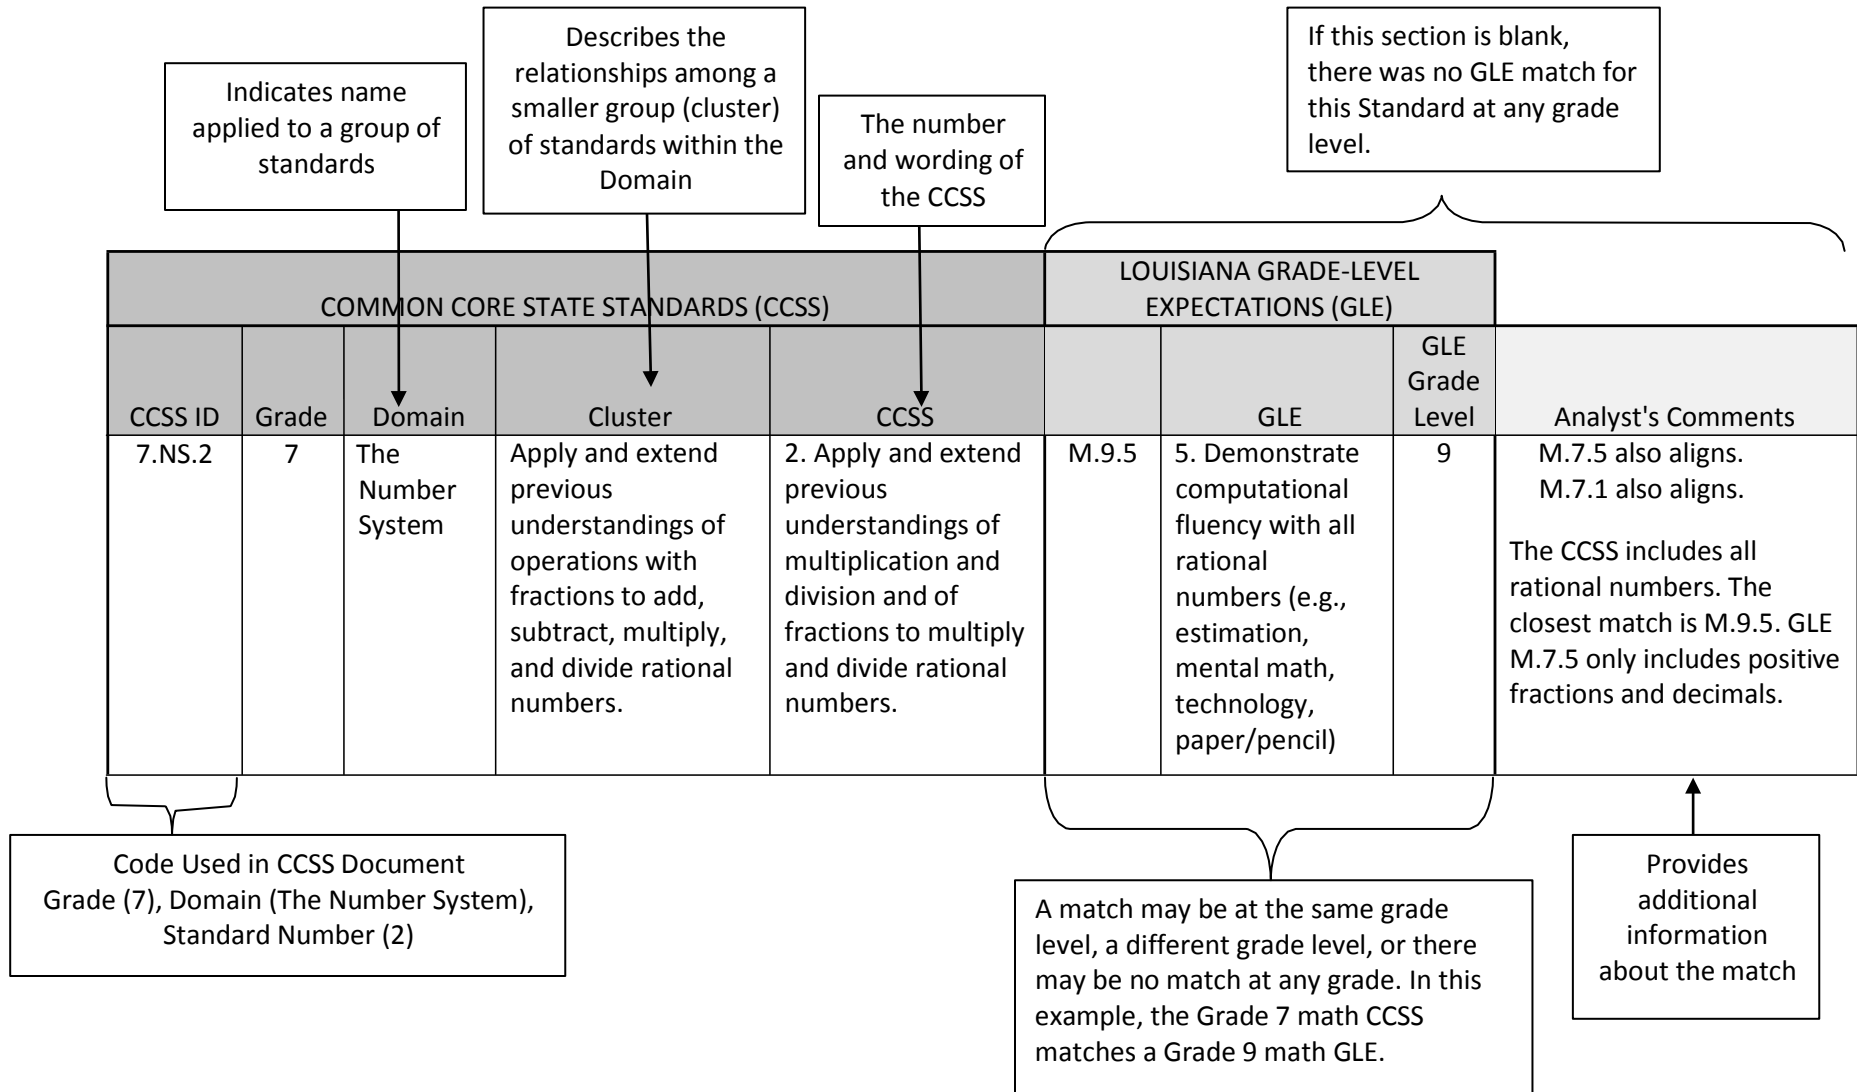 Indicates name
applied to a group of
standards
Describes the
relationships among a
smaller group (cluster)
of standards within the
Domain
The number
and wording of
the CCSS
If this section is blank,
there was no GLE match for
this Standard at any grade
level.
COMMON CORE STATE STANDARDS (CCSS)
LOUISIANA GRADE-LEVEL
EXPECTATIONS (GLE)
CCSS ID
Grade
Domain
Cluster
CCSS
GLE
GLE
Grade
Level
Analyst's Comments
7.NS.2
7
The
Number
System
Apply and extend
previous
understandings of
operations with
fractions to add,
subtract, multiply,
and divide rational
numbers.
2. Apply and extend
previous
understandings of
multiplication and
division and of
fractions to multiply
and divide rational
numbers.
M.9.5
5. Demonstrate
computational
fluency with all
rational
numbers (e.g.,
estimation,
mental math,
technology,
paper/pencil)
9
M.7.5 also aligns.
M.7.1 also aligns.
The CCSS includes all
rational numbers. The
closest match is M.9.5. GLE
M.7.5 only includes positive
fractions and decimals.
Code Used in CCSS Document
Grade (7), Domain (The Number System),
Standard Number (2)
A match may be at the same grade
level, a different grade level, or there
may be no match at any grade. In this
example, the Grade 7 math CCSS
matches a Grade 9 math GLE.
Provides
additional
information
about the match